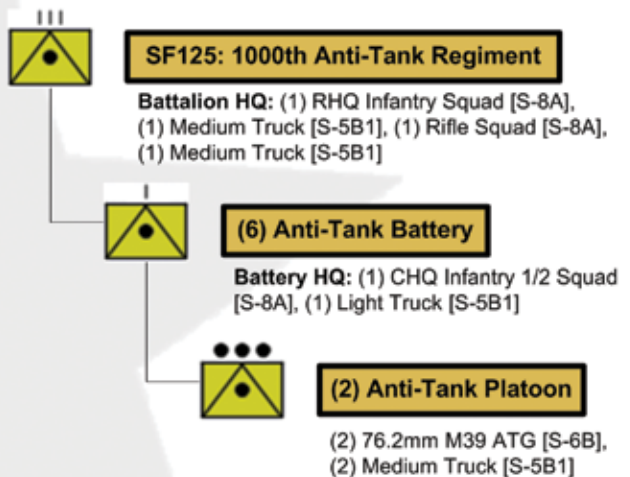 SF125: 1000th Anti-Tank Regiment
Battalion HQ: (1) RHQ Infantry Squad [S-8A],
(1) Medium Truck [S-5B1], (1) Rifle Squad [S-8A],
(1) Medium Truck [S-5B1]
(6) Anti-Tank Battery
Battery HQ: (1) CHQ Infantry 1/2 Squad
[S-8A], (1) Light Truck [S-5B1]
(2) Anti-Tank Platoon
(2) 76.2mm M39 ATG [S-6B],
(2) Medium Truck [S-5B1]